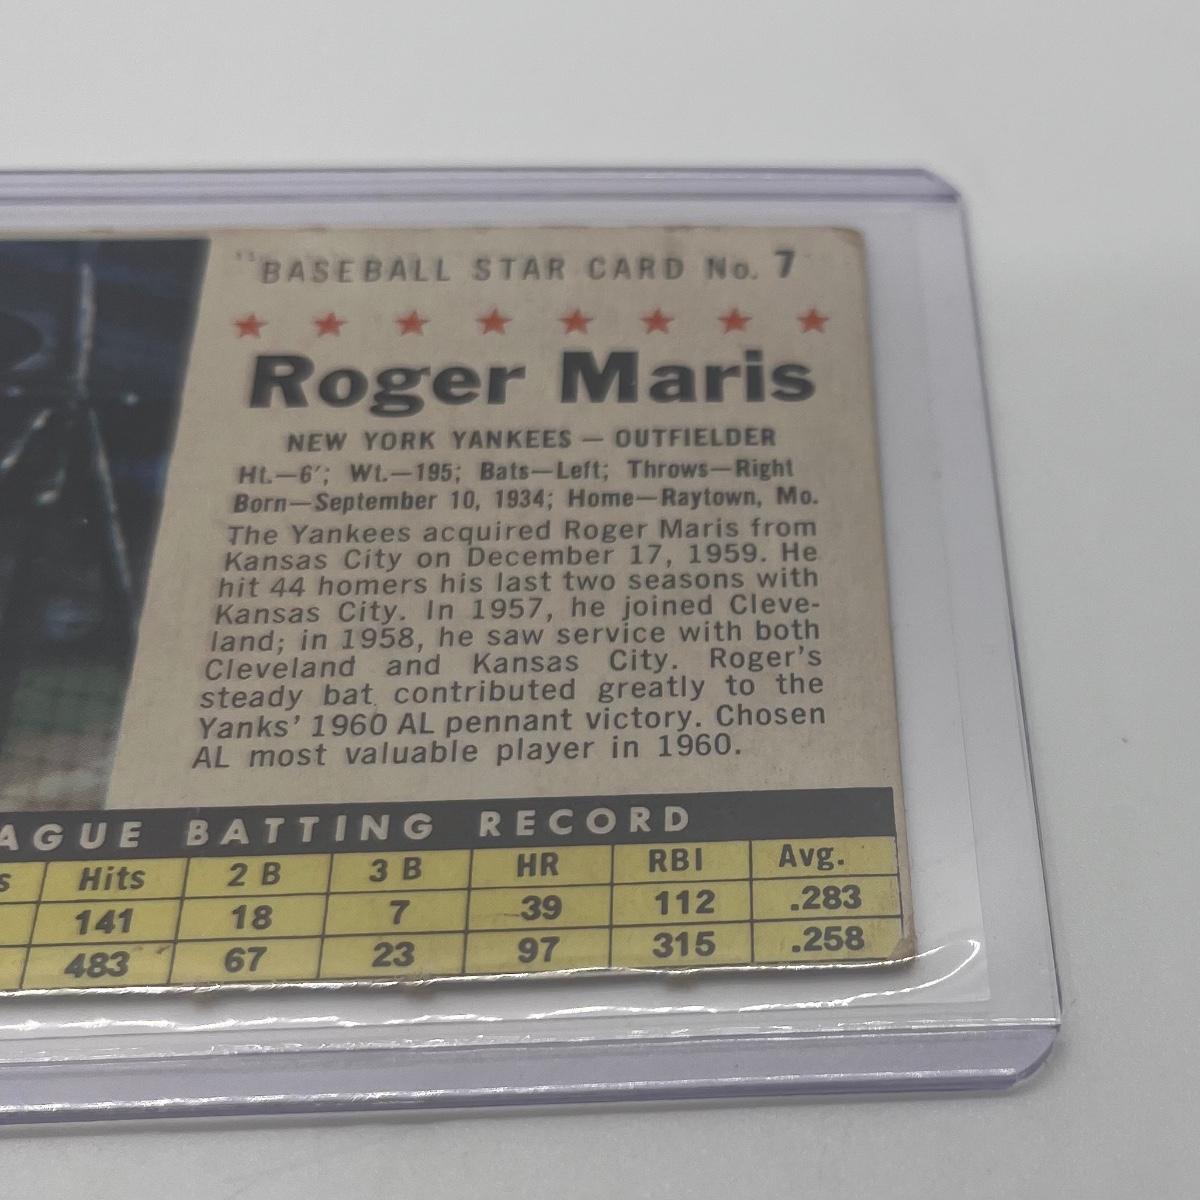 BASEBALL STAR CARD No. 7
Roger Maris
NEW YORK YANKEES — OUTFIELDER
Ht.—6'; Wt.—195; Bats—Left; Throws—Right
Born—September 10, 1934; Home—Raytown, Mo.
The Yankees acquired Roger Maris from
Kansas City on December 17, 1959. He
hit 44 homers his last two seasons with
Kansas City. In 1957, he joined Cleve-
land; in 1958, he saw service with both
Cleveland and Kansas City. Roger's
steady bat contributed greatly to the
Yanks' 1960 AL pennant victory. Chosen
AL most valuable player in 1960.
AGUE BATTING RECORD
s Hits 2 B 3 B HR RBI Avg.
141 18 7 39 112 .283
483 67 23 97 315 .258